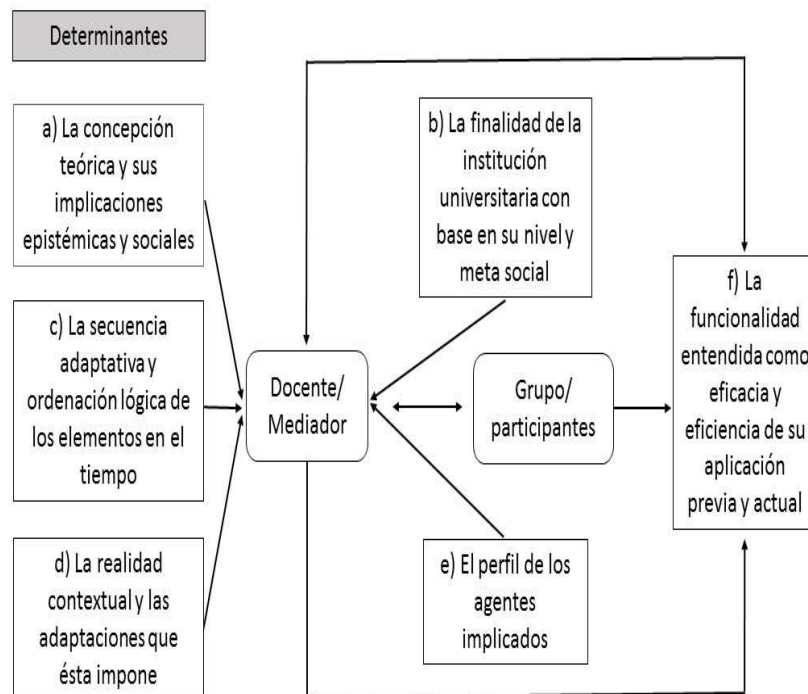 Determinantes
a) La concepción
teórica y sus
implicaciones
epistémicas y sociales
b) La finalidad de la
institución
universitaria con
base en su nivel y
meta social
c) La secuencia
adaptativa y
ordenación lógica de
los elementos en el
tiempo
Docente/
Mediador
Grupo/
participantes
f) La
funcionalidad
entendida como
eficacia y
eficiencia de su
aplicación
previa y actual
d) La realidad
contextual y las
adaptaciones que
ésta impone
e) El perfil de los
agentes
implicados